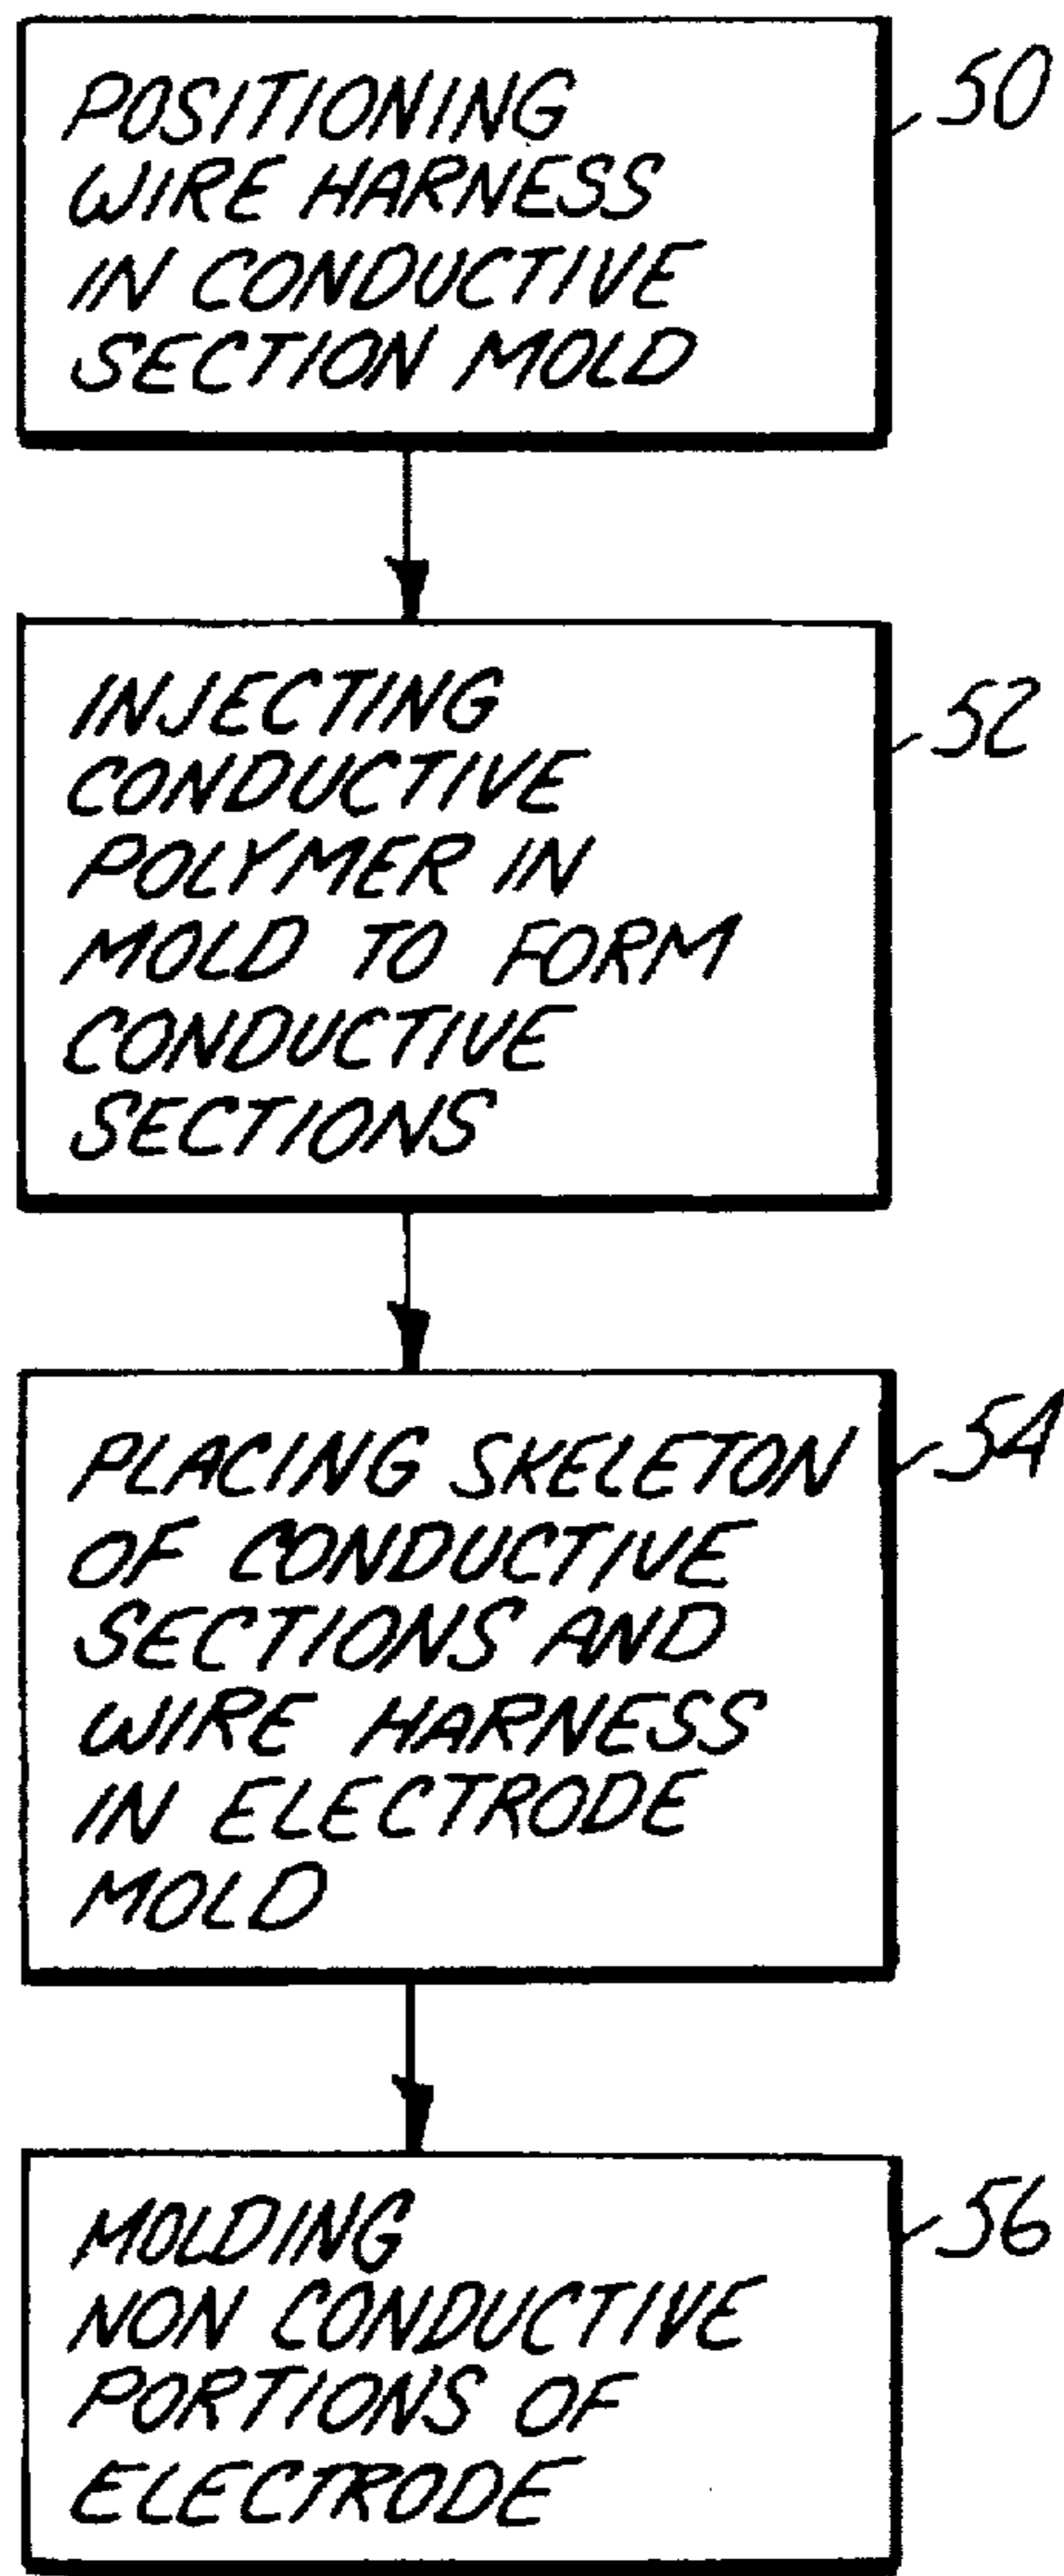 POSITIONING
WIRE HARNESS
IN CONDUCTIVE
SECTION MOLD
50
INJECTING
CONDUCTIVE
POLYMER IN
MOLD TO FORM
CONDUCTIVE
SECTIONS
52
PLACING SKELETON
OF CONDUCTIVE
SECTIONS AND
WIRE HARNESS
IN ELECTRODE
MOLD
54
MOLDING
NON CONDUCTIVE
PORTIONS OF
ELECTRODE
56